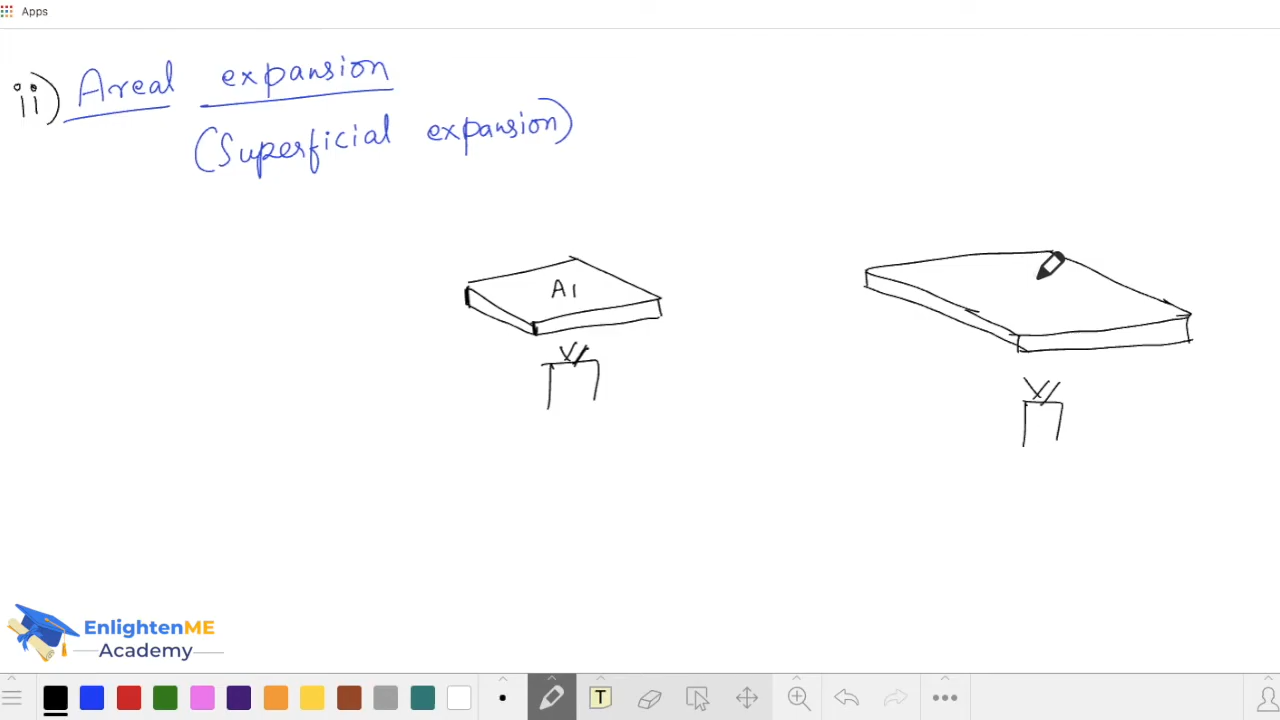 Apps
ii) Areal expansion
(Superficial expansion)
A1
EnlightenME
Academy
T